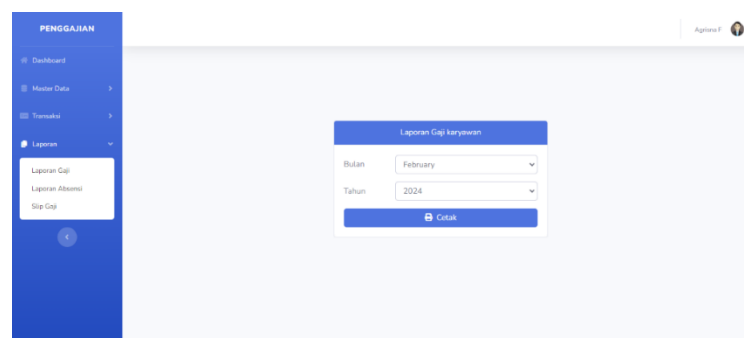 PENGGAJIAN
Agriana F
Dashboard
Master Data
Transaksi
Laporan
Laporan Gaji
Laporan Absensi
Slip Gaji
Laporan Gaji karyawan
Bulan
February
Tahun
2024
Cetak